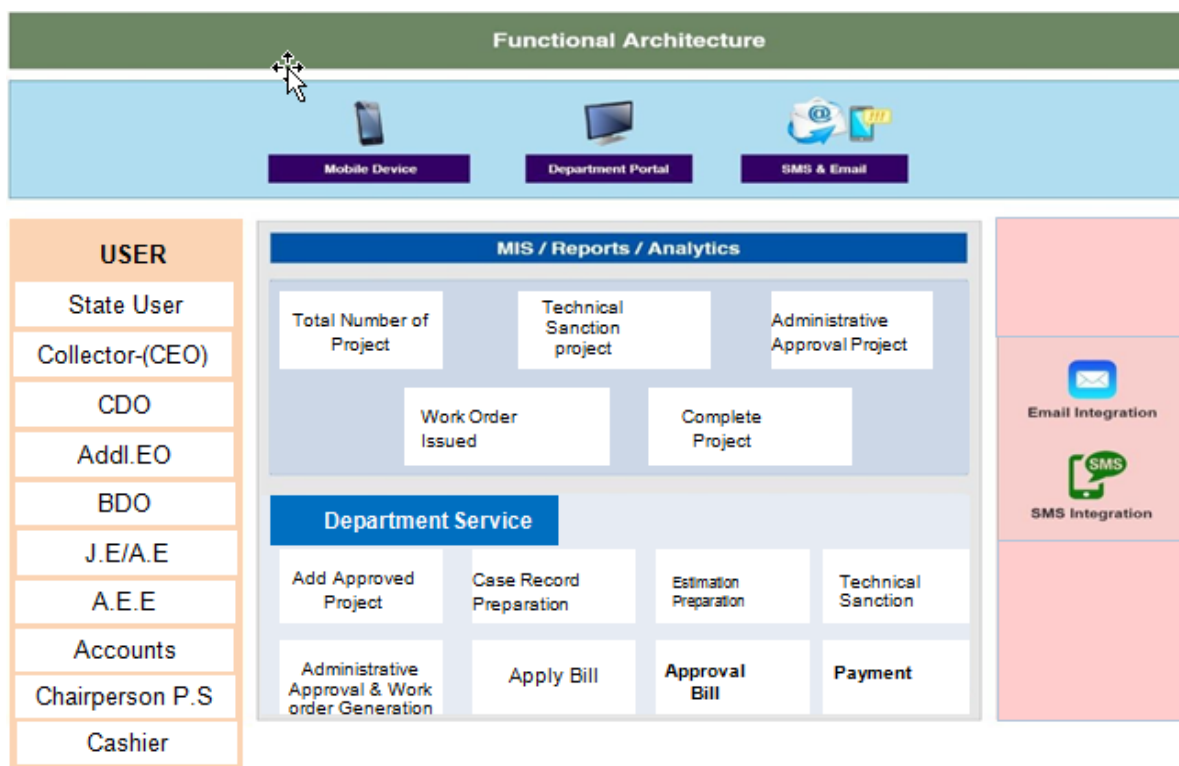 Functional Architecture
@
Mobile Device
Department Portal
SMS & Email
USER
State User
Collector-(CEO)
CDO
Addl.EO
BDO
J.E/A.E
A.E.E
Accounts
Chairperson P.S
Cashier
MIS / Reports / Analytics
Total Number of
Project
Technical
Sanction
project
Administrative
Approval Project
Work Order
Issued
Complete
Project
Department Service
Add Approved
Project
Case Record
Preparation
Estimation
Preparation
Technical
Sanction
Administrative
Approval & Work
order Generation
Apply Bill
Approval
Bill
Payment
Email Integration
SMS
SMS Integration